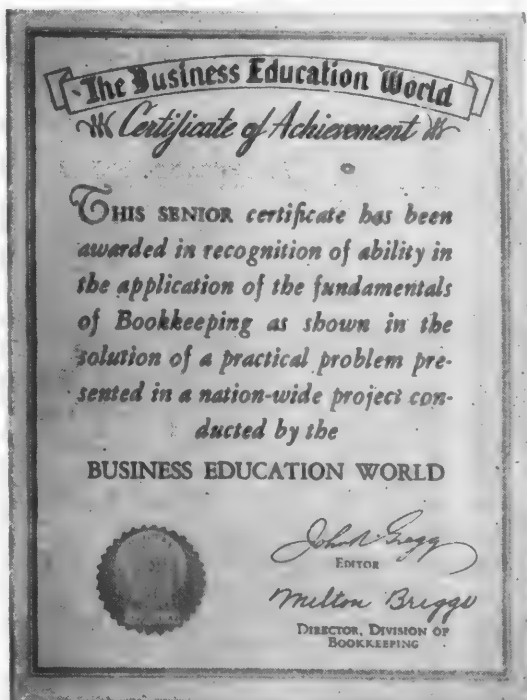 The Business Education World
Certificate of Achievement
THIS SENIOR certificate has been
awarded in recognition of ability in
the application of the fundamentals
of Bookkeeping as shown in the
solution of a practical problem pre-
sented in a nation-wide project con-
ducted by the
BUSINESS EDUCATION WORLD
John R. Gregg
EDITOR
Milton Briggs
DIRECTOR, DIVISION OF
BOOKKEEPING